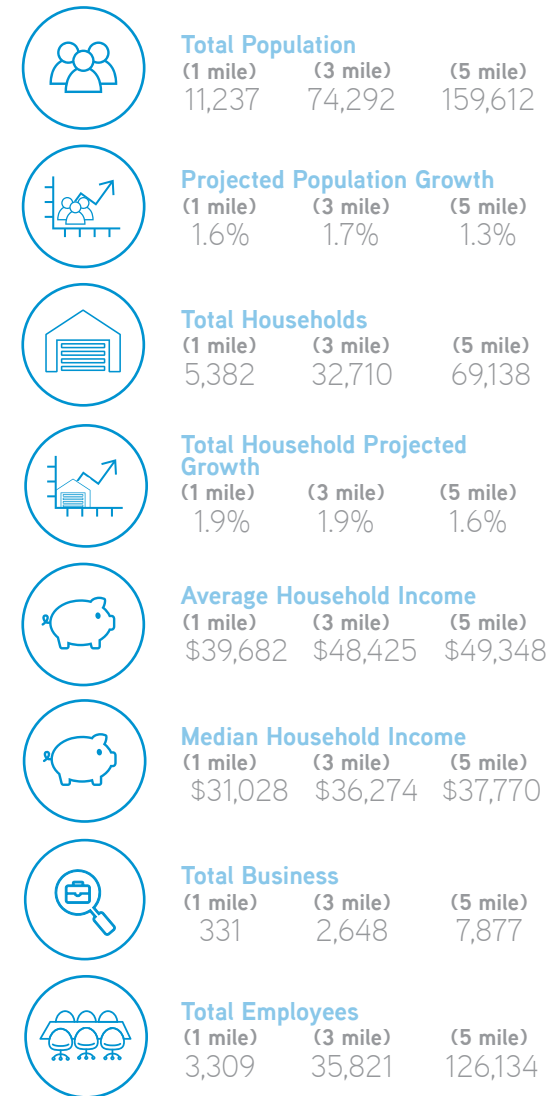 Total Population
(1 mile) (3 mile) (5 mile)
11,237 74,292 159,612
Projected Population Growth
(1 mile) (3 mile) (5 mile)
1.6% 1.7% 1.3%
Total Households
(1 mile) (3 mile) (5 mile)
5,382 32,710 69,138
Total Household Projected
Growth
(1 mile) (3 mile) (5 mile)
1.9% 1.9% 1.6%
Average Household Income
(1 mile) (3 mile) (5 mile)
$39,682 $48,425 $49,348
Median Household Income
(1 mile) (3 mile) (5 mile)
$31,028 $36,274 $37,770
Total Business
(1 mile) (3 mile) (5 mile)
331 2,648 7,877
Total Employees
(1 mile) (3 mile) (5 mile)
3,309 35,821 126,134